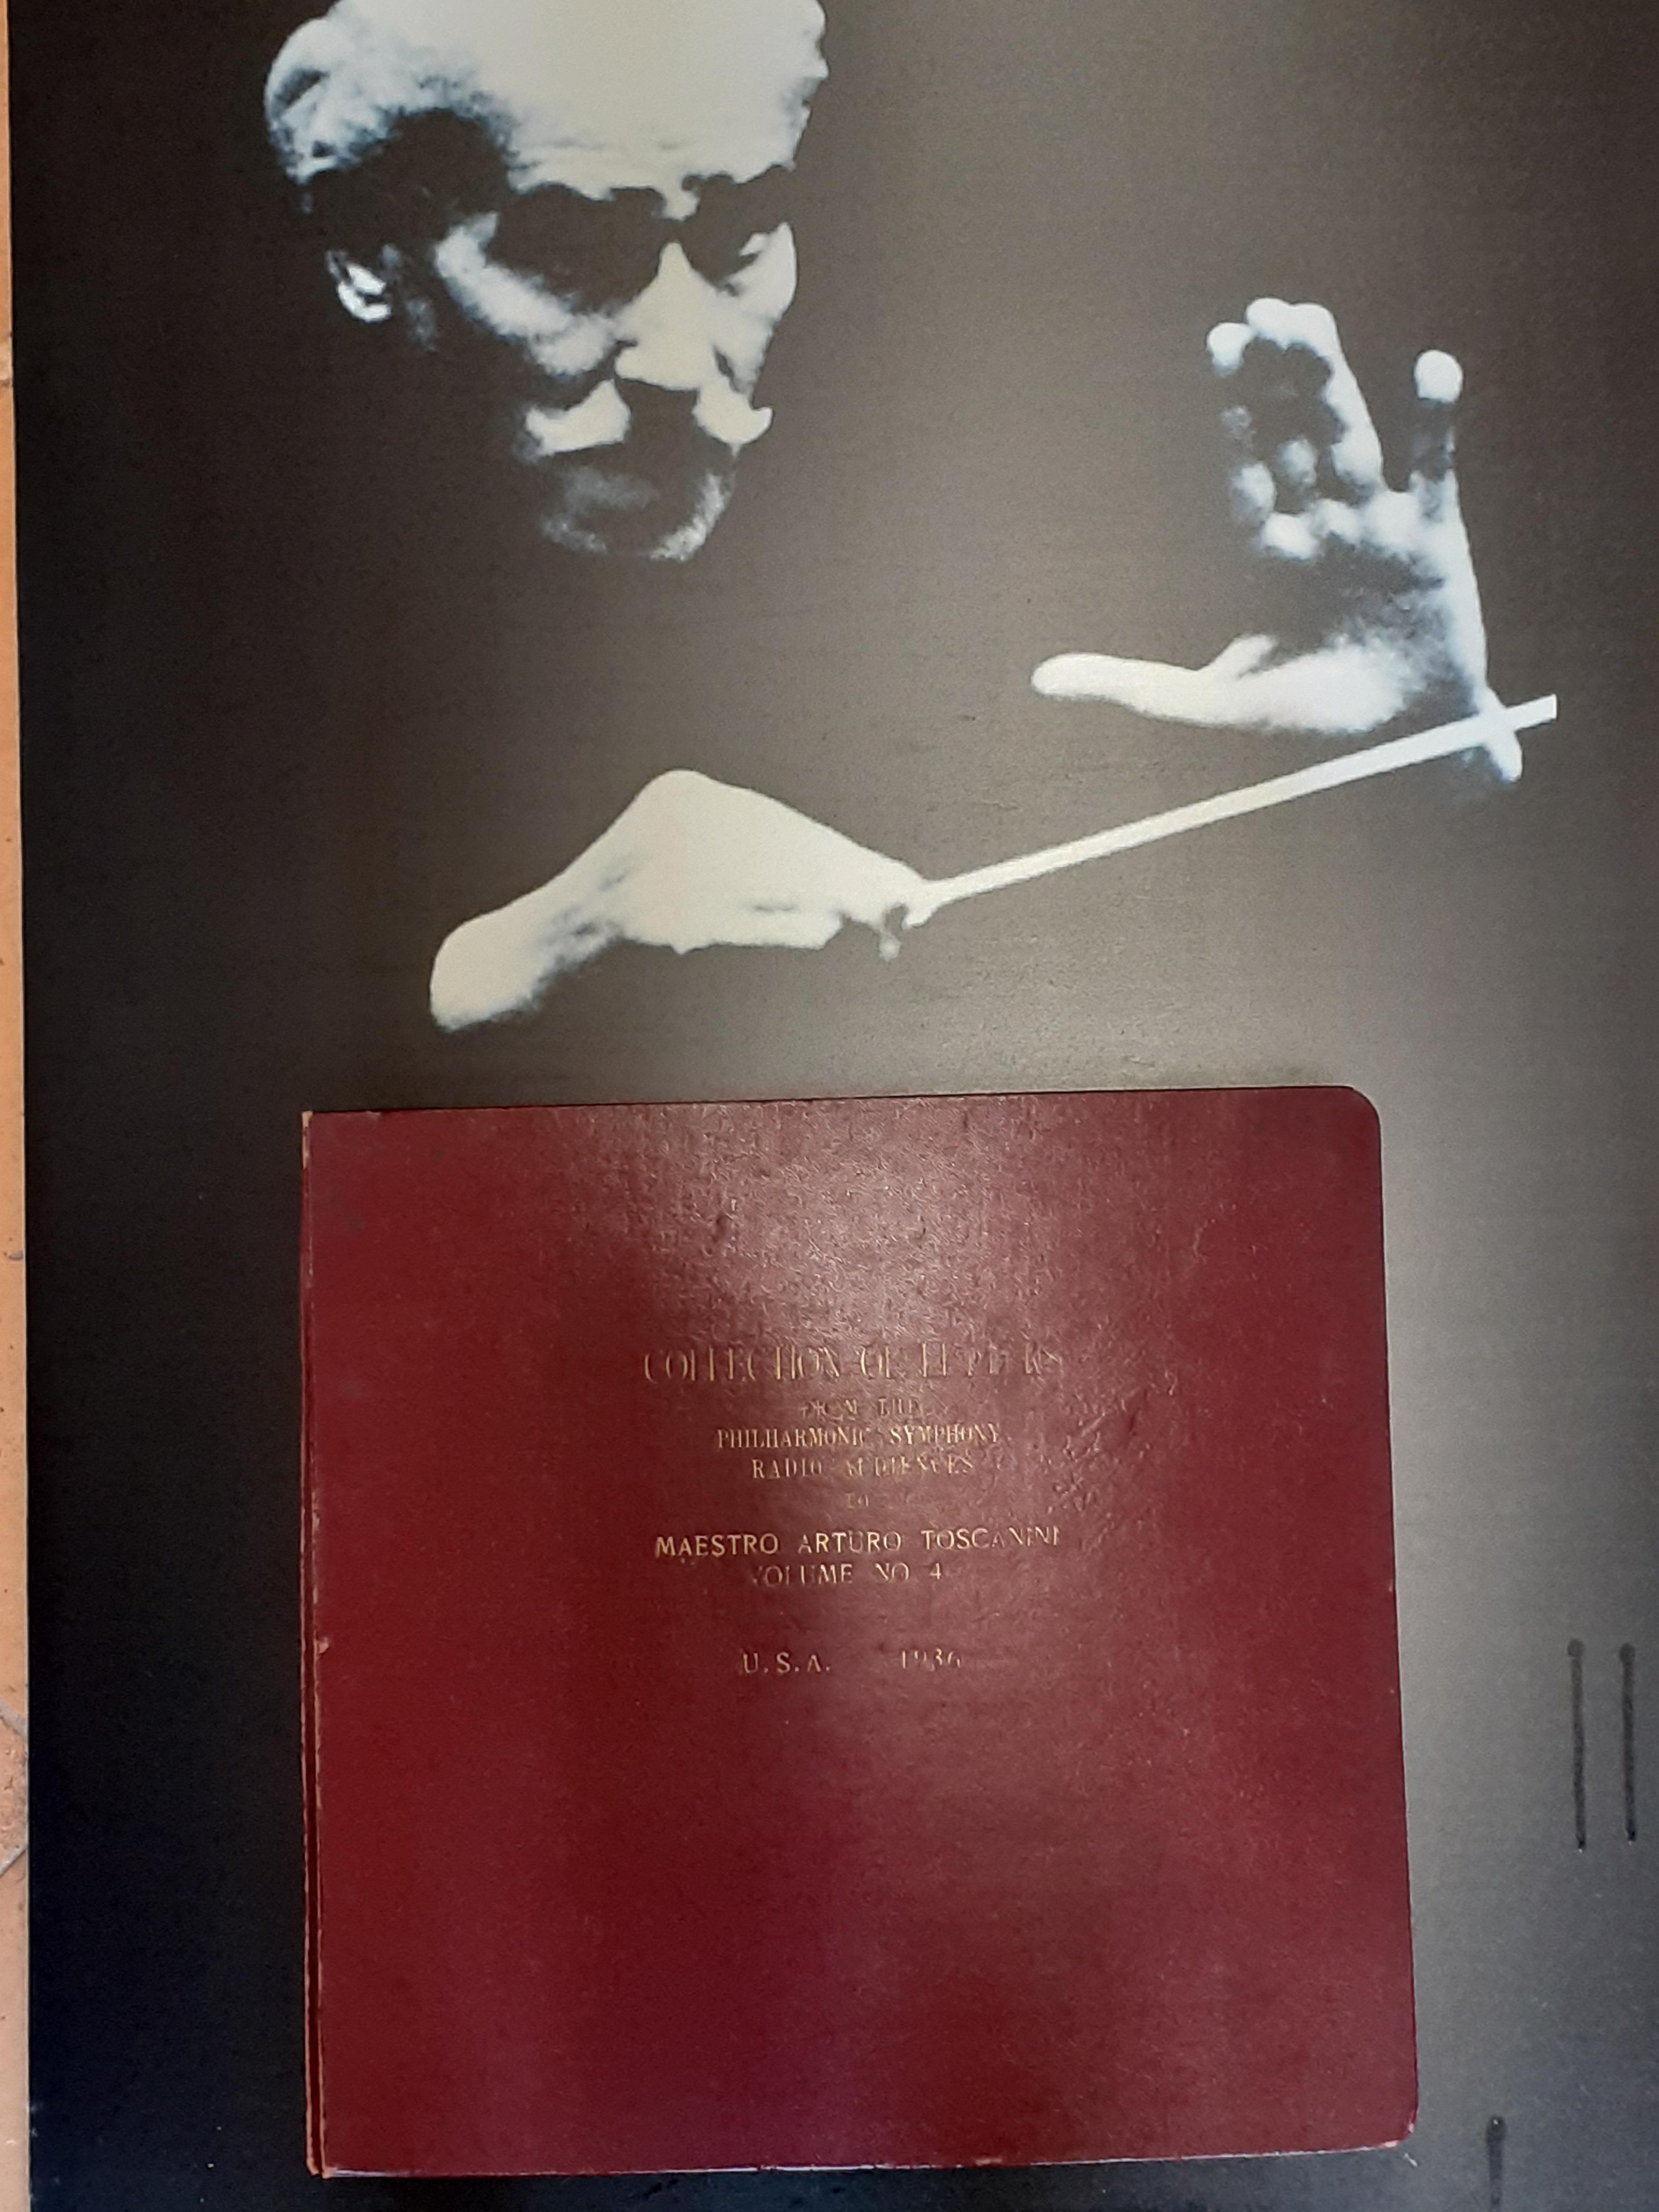 COLLECTION OF LETTERS
FROM THE
PHILHARMONIC SYMPHONY
RADIO AUDIENCES
TO
MAESTRO ARTURO TOSCANINI
VOLUME NO 4
U.S.A. 1936